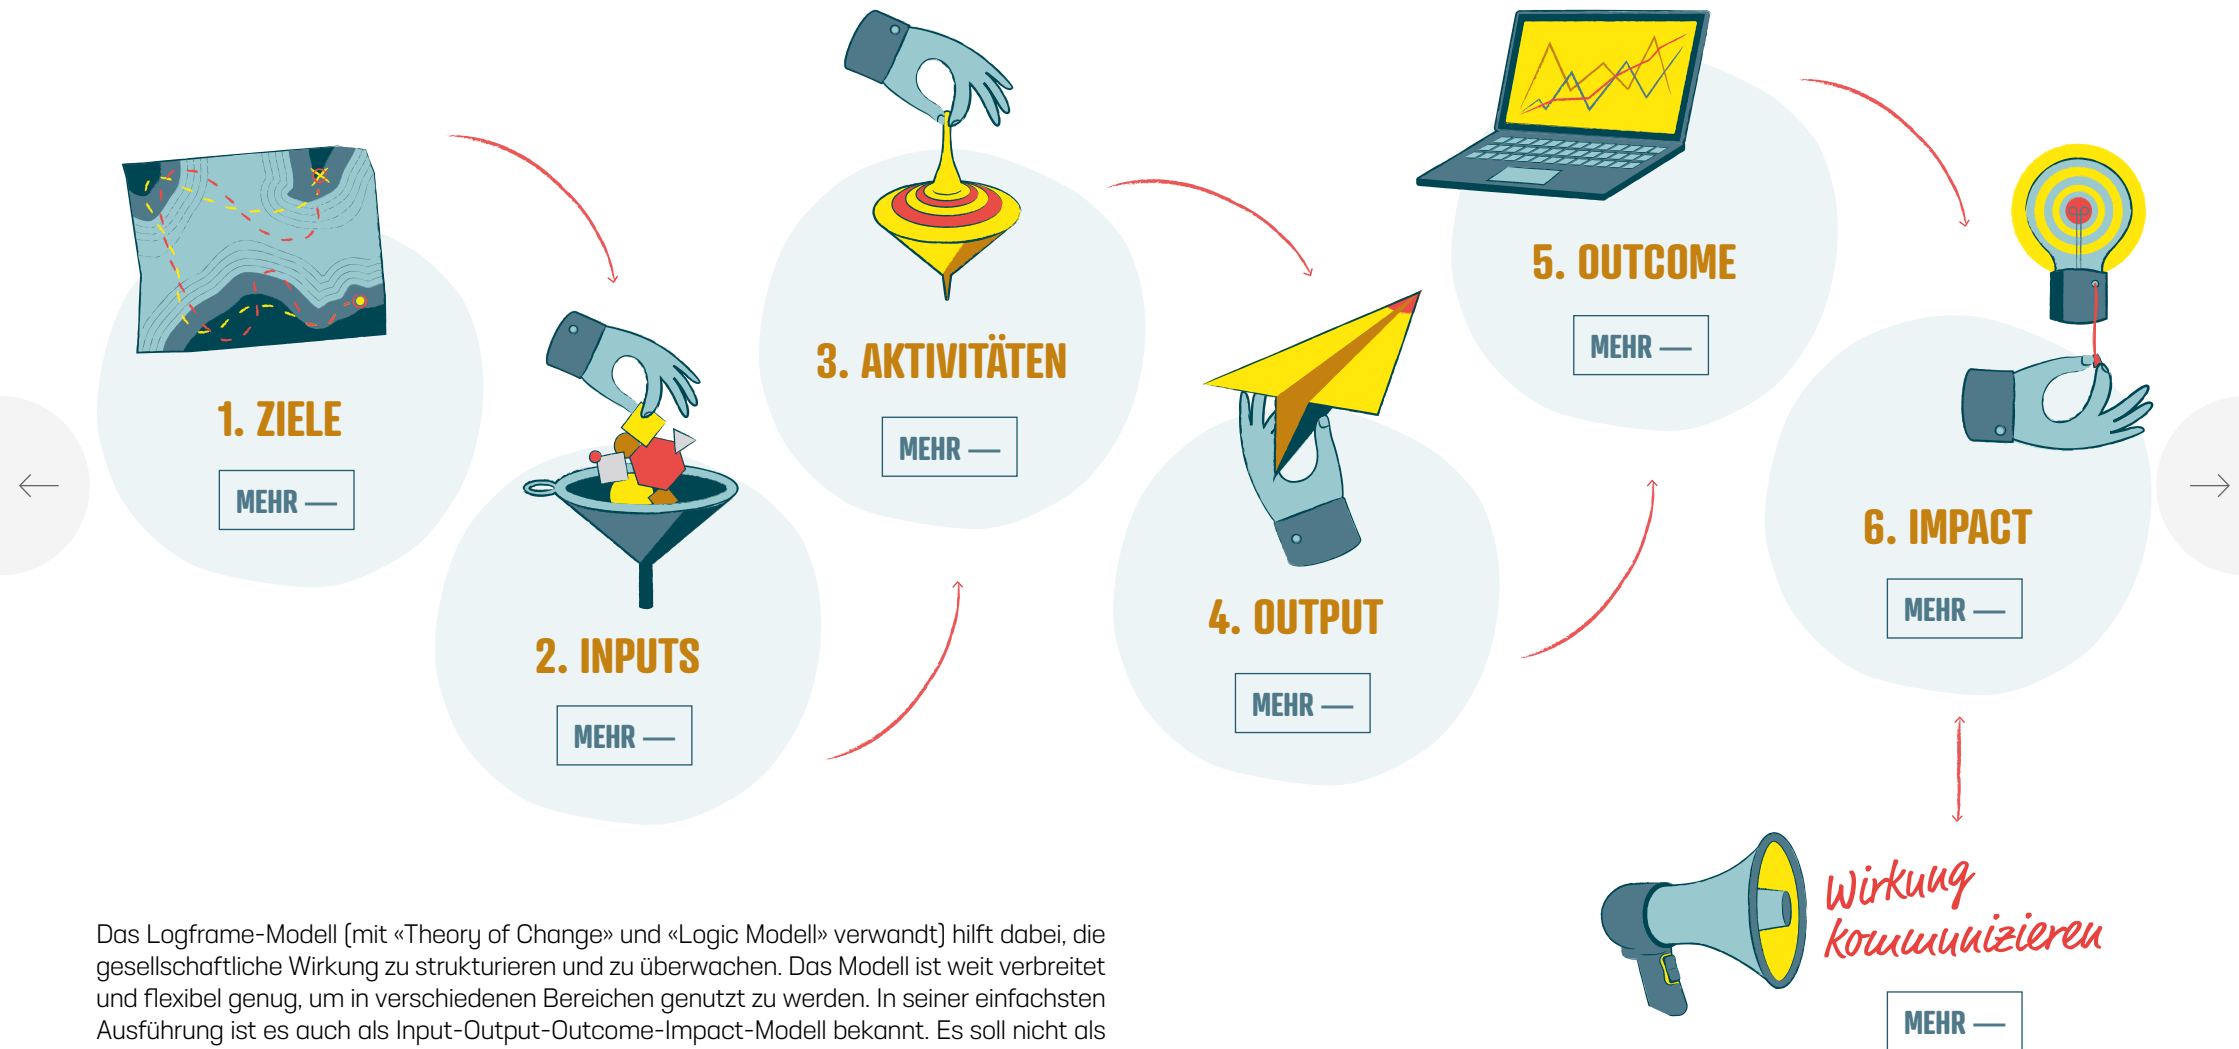 1. ZIELE
MEHR —
2. INPUTS
MEHR —
3. AKTIVITÄTEN
MEHR —
4. OUTPUT
MEHR —
5. OUTCOME
MEHR —
6. IMPACT
MEHR —
Wirkung
kommunizieren
MEHR —
Das Logframe-Modell (mit «Theory of Change» und «Logic Modell» verwandt) hilft dabei, die
gesellschaftliche Wirkung zu strukturieren und zu überwachen. Das Modell ist weit verbreitet
und flexibel genug, um in verschiedenen Bereichen genutzt zu werden. In seiner einfachsten
Ausführung ist es auch als Input-Output-Outcome-Impact-Modell bekannt. Es soll nicht als